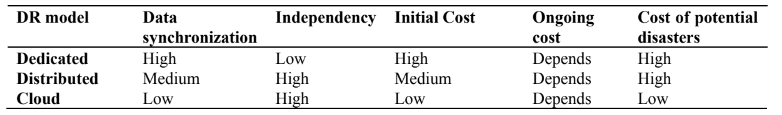 DR model Data synchronization Independency Initial Cost Ongoing cost Cost of potential disasters
Dedicated High Low High Depends High
Distributed Medium High Medium Depends High
Cloud Low High Low Depends Low